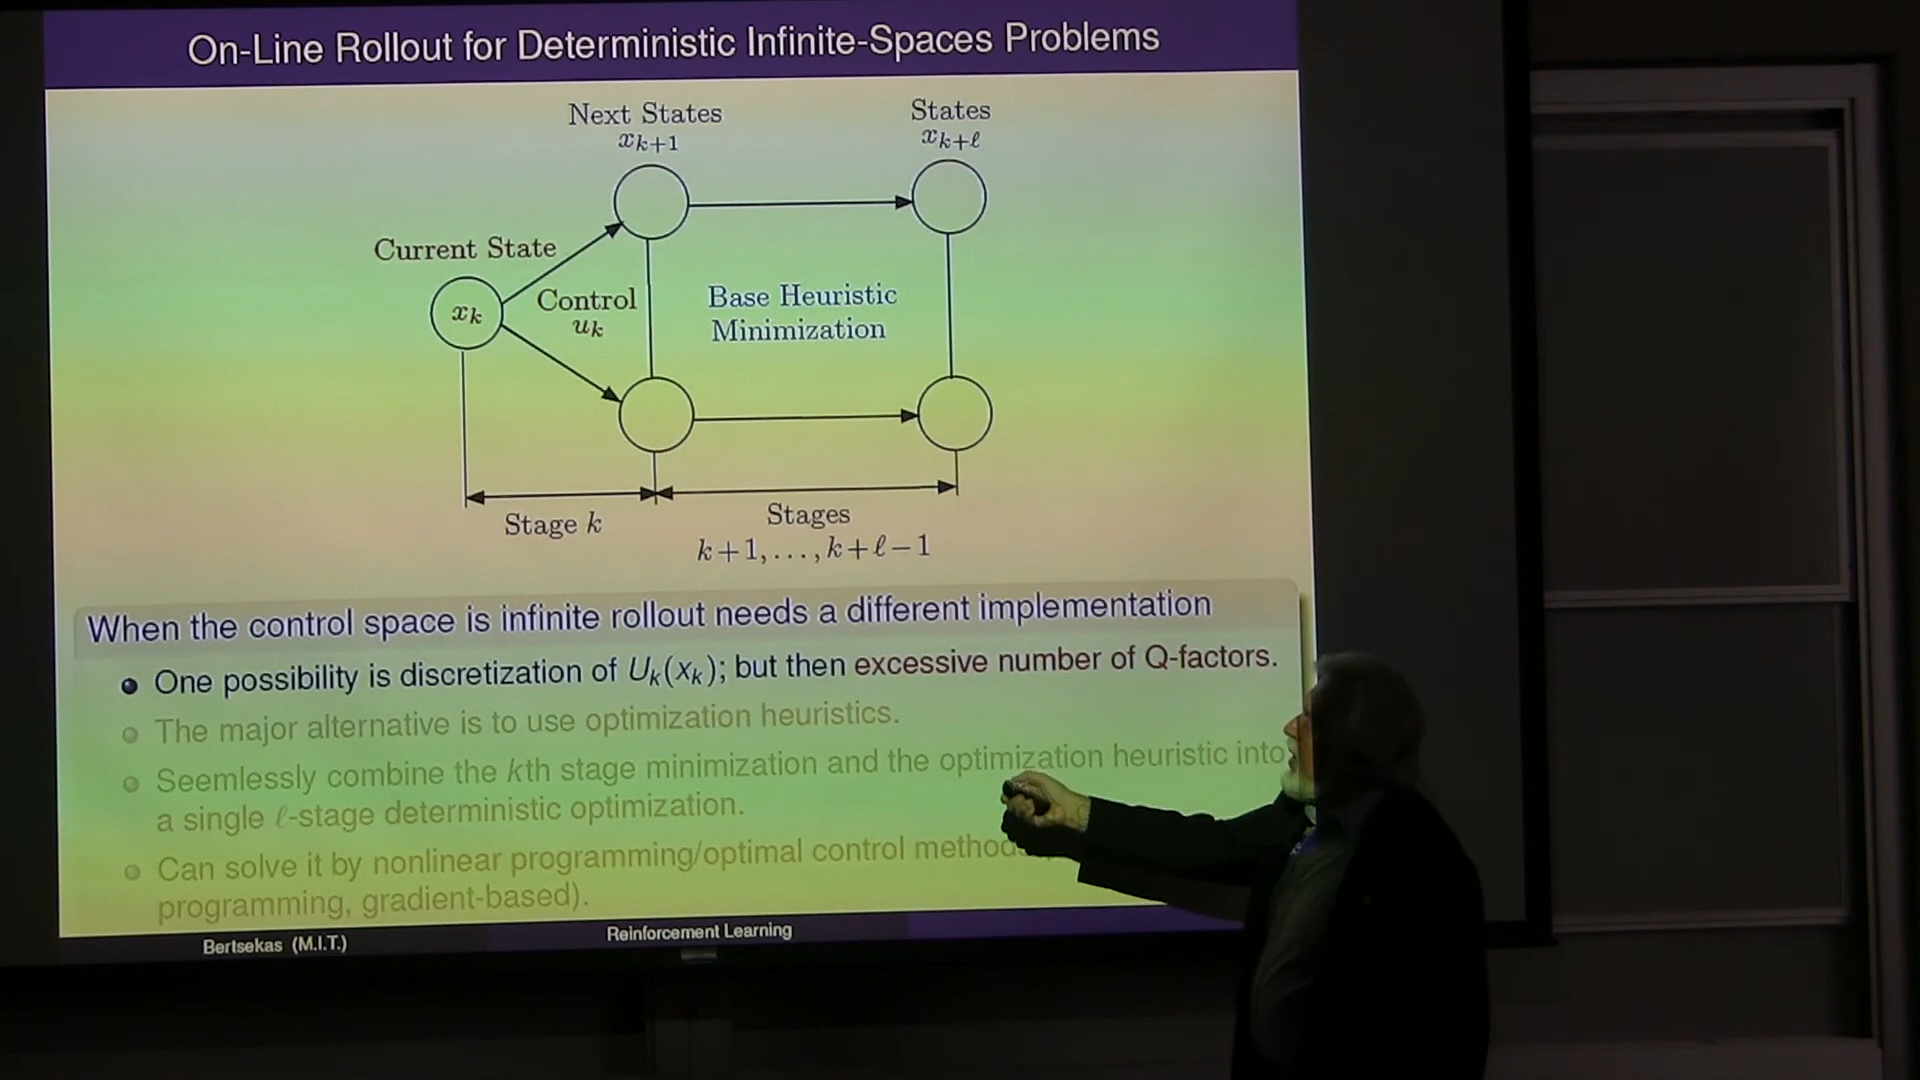 On-Line Rollout for Deterministic Infinite-Spaces Problems
Next States
x_{k+1}
States
x_{k+ℓ}
Current State
x_k
Control
u_k
Base Heuristic
Minimization
Stage k
Stages
k+1,...,k+ℓ−1
When the control space is infinite rollout needs a different implementation
One possibility is discretization of U_k(x_k); but then excessive number of Q-factors.
The major alternative is to use optimization heuristics.
Seemlessly combine the kth stage minimization and the optimization heuristic into
a single ℓ-stage deterministic optimization.
Can solve it by nonlinear programming/optimal control
programming, gradient-based).
Bertsekas (M.I.T.)
Reinforcement Learning